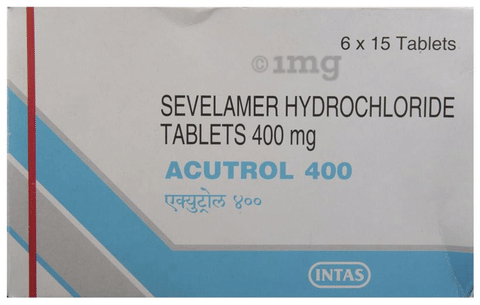 6 x 15 Tablets
©1mg
SEVELAMER HYDROCHLORIDE
TABLETS 400 mg
ACUTROL 400
एक्युट्रोल ४००
INTAS